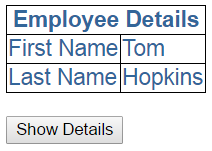 Employee Details
First Name Tom
Last Name Hopkins
Show Details